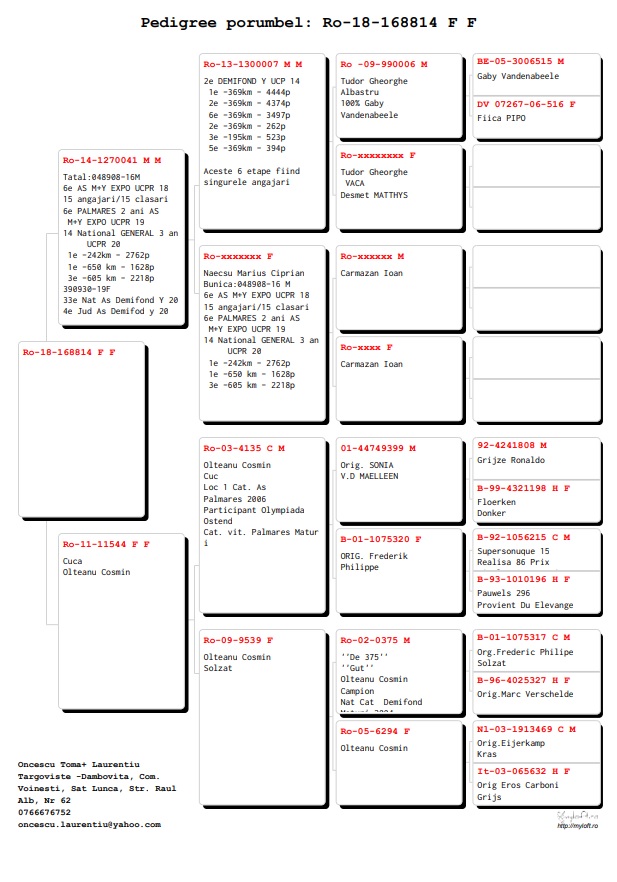 Pedigree porumbel: Ro-18-168814 F F
Ro-18-168814 F F
Ro-14-1270041 M M
Tatal:048908-16M
6e AS M+Y EXPO UCPR 18
15 angajari/15 clasari
6e PALMARES 2 ani AS
M+Y EXPO UCPR 19
14 National GENERAL 3 an
UCPR 20
1e -242km - 2762p
1e -650 km - 1628p
3e -605 km - 2218p
390930-19F
33e Nat As Demifond Y 20
4e Jud As Demifod y 20
Ro-11-11544 F F
Cuca
Olteanu Cosmin
Ro-13-1300007 M M
2e DEMIFOND Y UCP 14
1e -369km - 4444p
2e -369km - 4374p
6e -369km - 3497p
2e -369km - 262p
3e -195km - 523p
5e -369km - 394p
Aceste 6 etape fiind
singurele angajari
Ro-xxxxxxx F
Naecsu Marius Ciprian
Bunica:048908-16 M
6e AS M+Y EXPO UCPR 18
15 angajari/15 clasari
6e PALMARES 2 ani AS
M+Y EXPO UCPR 19
14 National GENERAL 3 an
UCPR 20
1e -242km - 2762p
1e -650 km - 1628p
3e -605 km - 2218p
Ro-03-4135 C M
Olteanu Cosmin
Cuc
Loc 1 Cat. As
Palmares 2006
Participant Olympiada
Ostend
Cat. vit. Palmares Matur
i
Ro-09-9539 F
Olteanu Cosmin
Solzat
Ro -09-990006 M
Tudor Gheorghe
Albastru
100% Gaby
Vandenabeele
Ro-xxxxxxxx F
Tudor Gheorghe
VACA
Desmet MATTHYS
Ro-xxxxxx M
Carmazan Ioan
Ro-xxxx F
Carmazan Ioan
01-44749399 M
Orig. SONIA
V.D MAELLEEN
B-01-1075320 F
ORIG. Frederik
Philippe
Ro-02-0375 M
''De 375''
''Gut''
Olteanu Cosmin
Campion
Nat Cat  Demifond
Ro-05-6294 F
Olteanu Cosmin
BE-05-3006515 M
Gaby Vandenabeele
DV 07267-06-516 F
Fiica PIPO
92-4241808 M
Grijze Ronaldo
B-99-4321198 H F
Floerken
Donker
B-92-1056215 C M
Supersonuque 15
Realisa 86 Prix
B-93-1010196 H F
Pauwels 296
Provient Du Elevange
B-01-1075317 C M
Org.Frederic Philipe
Solzat
B-96-4025327 H F
Orig.Marc Verschelde
Nl-03-1913469 C M
Org.Eijerkamp
Kras
It-03-065632 H F
Orig Eros Carboni
Grijs
Oncescu Toma+ Laurentiu
Targoviste -Dambovita, Com.
Voinesti, Sat Lunca, Str. Raul
Alb, Nr 62
0766676752
oncescu.laurentiu@yahoo.com
http://myloft.ro